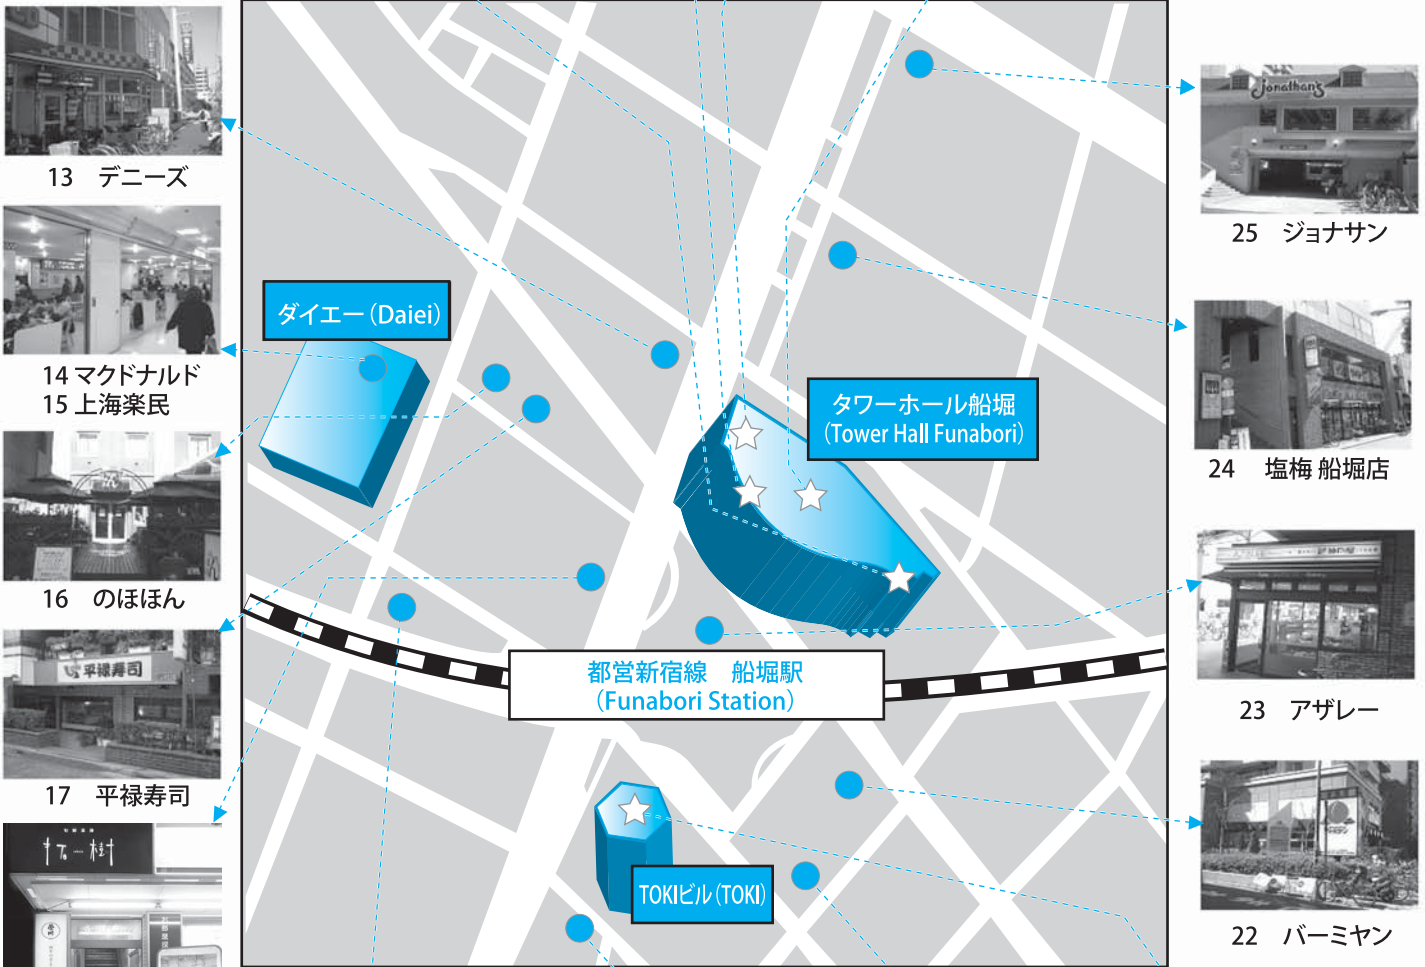 13 デニーズ
14 マクドナルド
15 上海楽民
16 のほほん
平禄寿司
17 平禄寿司
ダイエー(Daiei)
タワーホール船堀
(Tower Hall Funabori)
都営新宿線 船堀駅
(Funabori Station)
TOKIビル(TOKI)
Jonathan's
25 ジョナサン
24 塩梅 船堀店
23 アザレー
22 バーミヤン